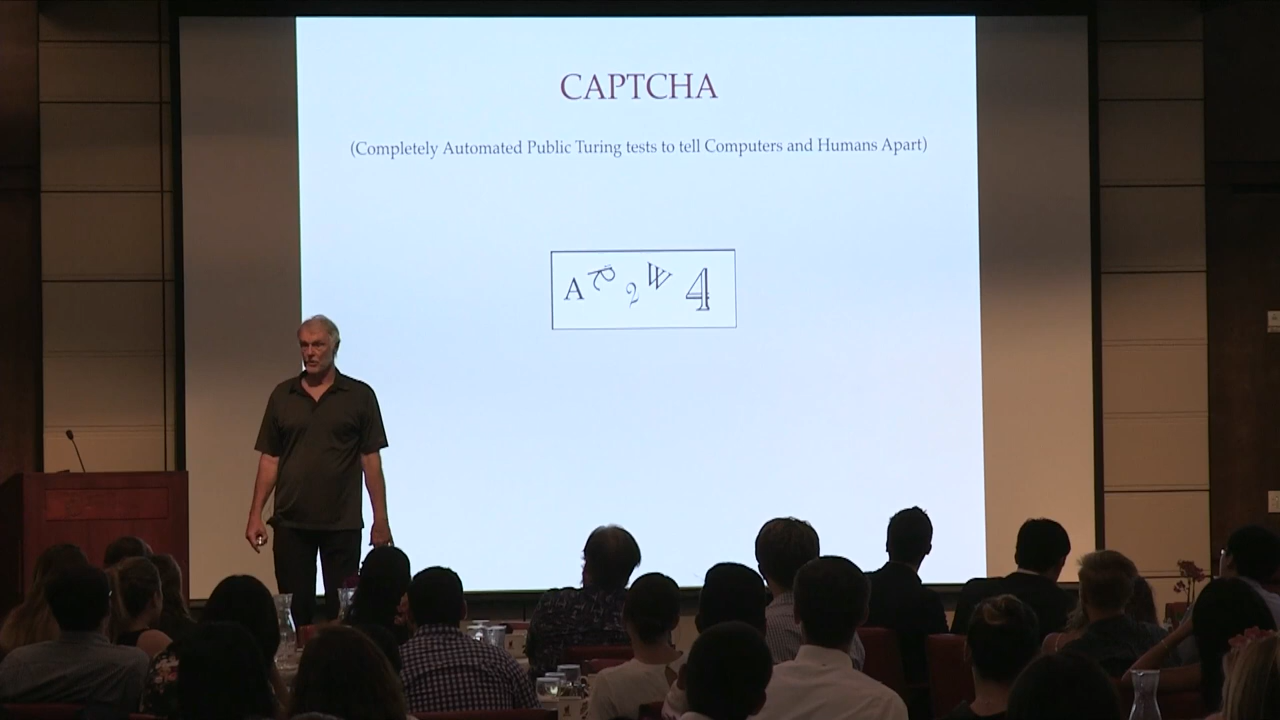 CAPTCHA
(Completely Automated Public Turing tests to tell Computers and Humans Apart)
A R 2 W 4